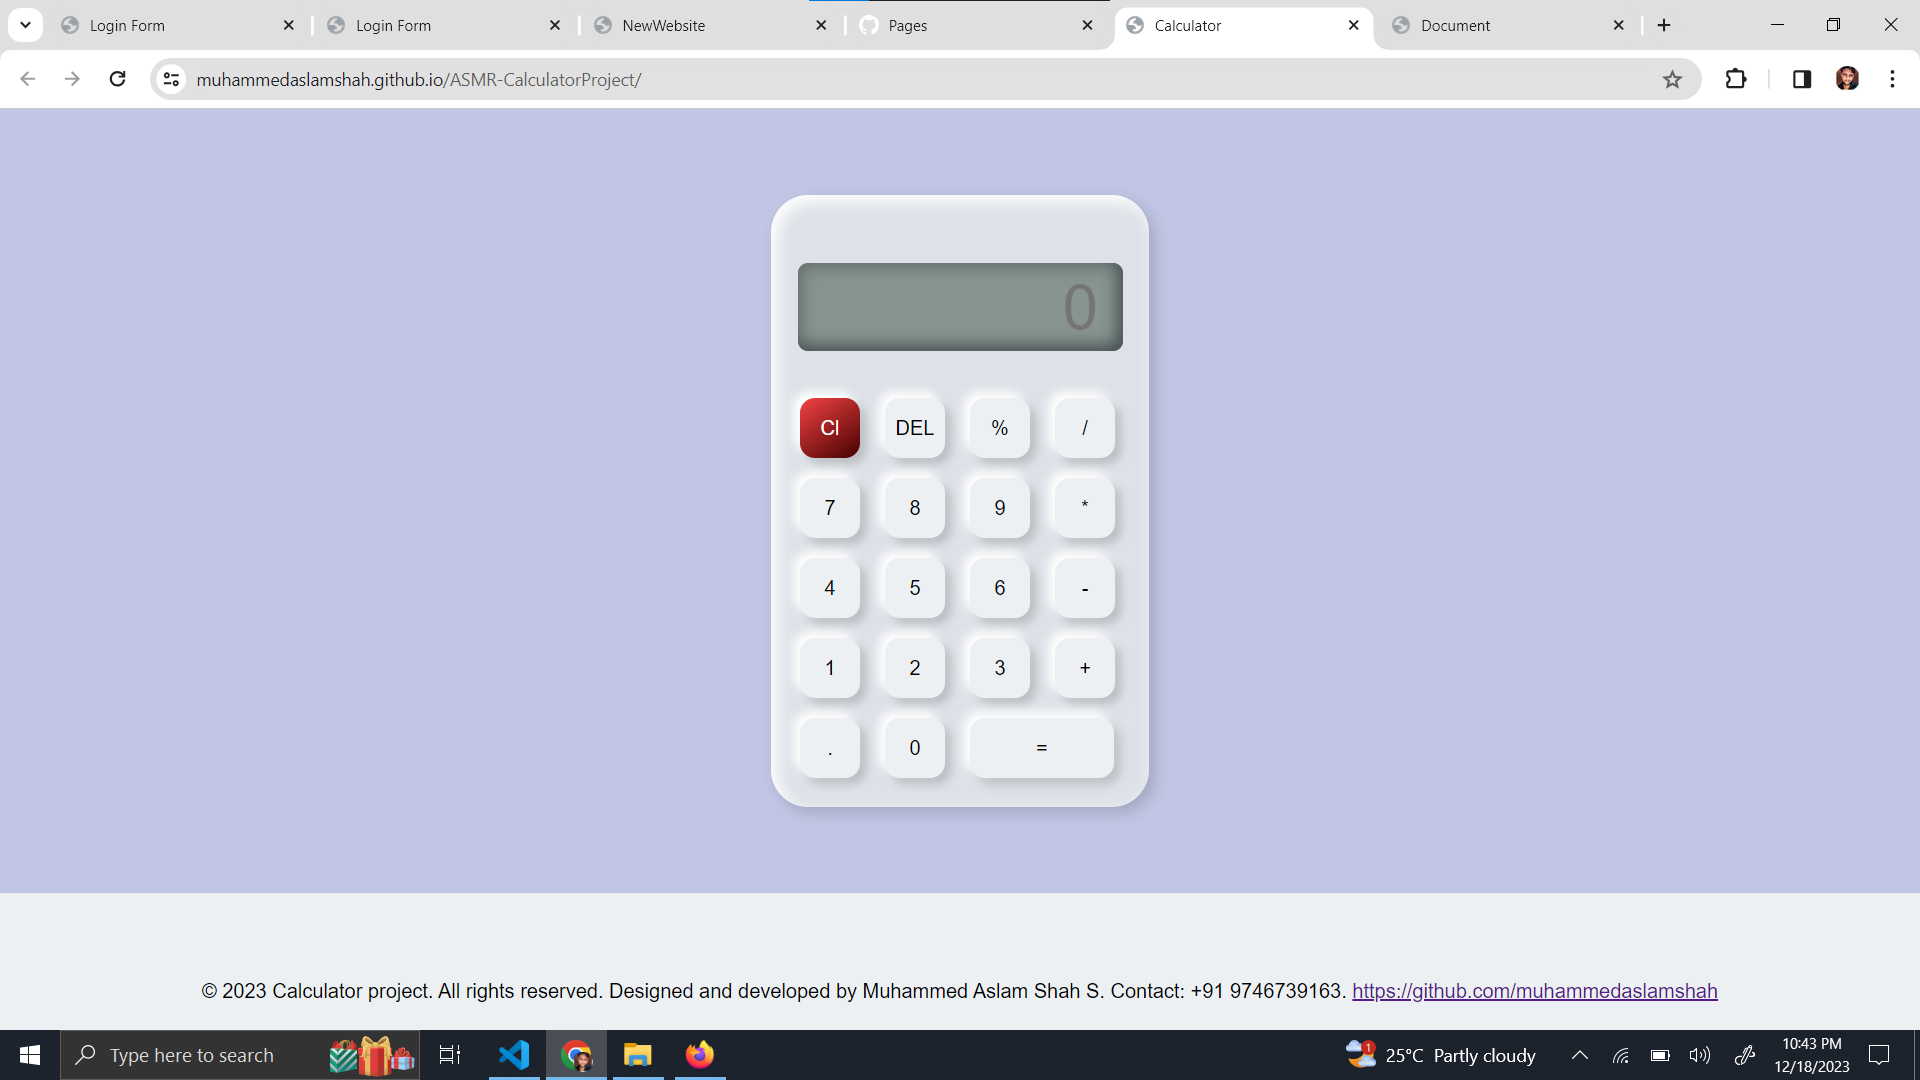 Login Form
Login Form
NewWebsite
Pages
Calculator
Document
muhammedaslamshah.github.io/ASMR-CalculatorProject/
0
Cl DEL % /
7 8 9 *
4 5 6 -
1 2 3 +
. 0 =
© 2023 Calculator project. All rights reserved. Designed and developed by Muhammed Aslam Shah S. Contact: +91 9746739163. https://github.com/muhammedaslamshah
Type here to search
1
25°C Partly cloudy
10:43 PM
12/18/2023